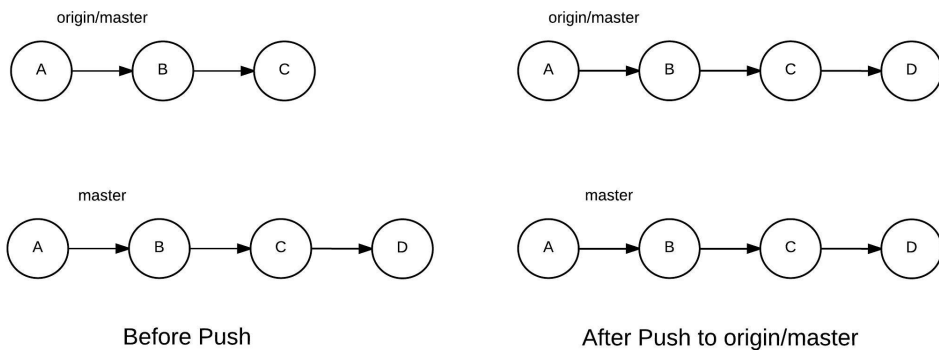 origin/master
A B C
master
A B C D
Before Push
origin/master
A B C D
master
A B C D
After Push to origin/master